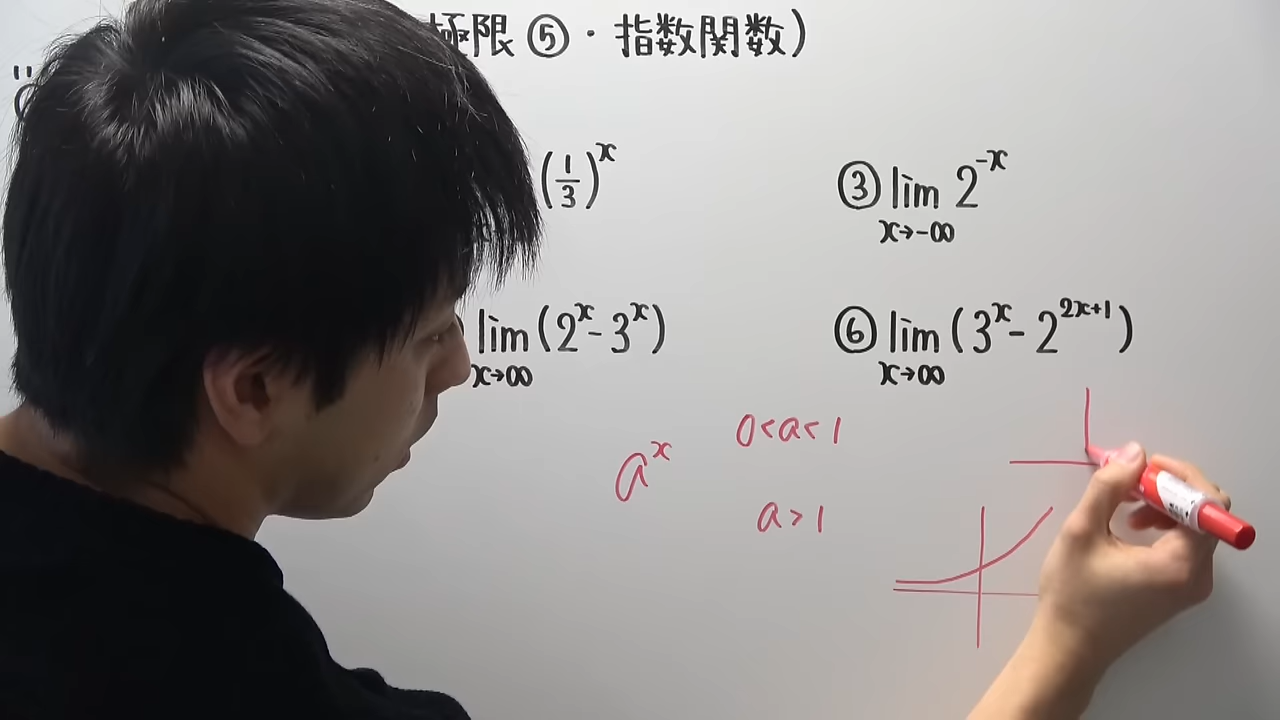 極限⑤・指数関数)
(1/3)^x
③ lim 2^-x
x→-∞
lim (2^x - 3^x)
x→∞
⑥ lim (3^x - 2^2x+1)
x→∞
a^x
0<a<1
a>1